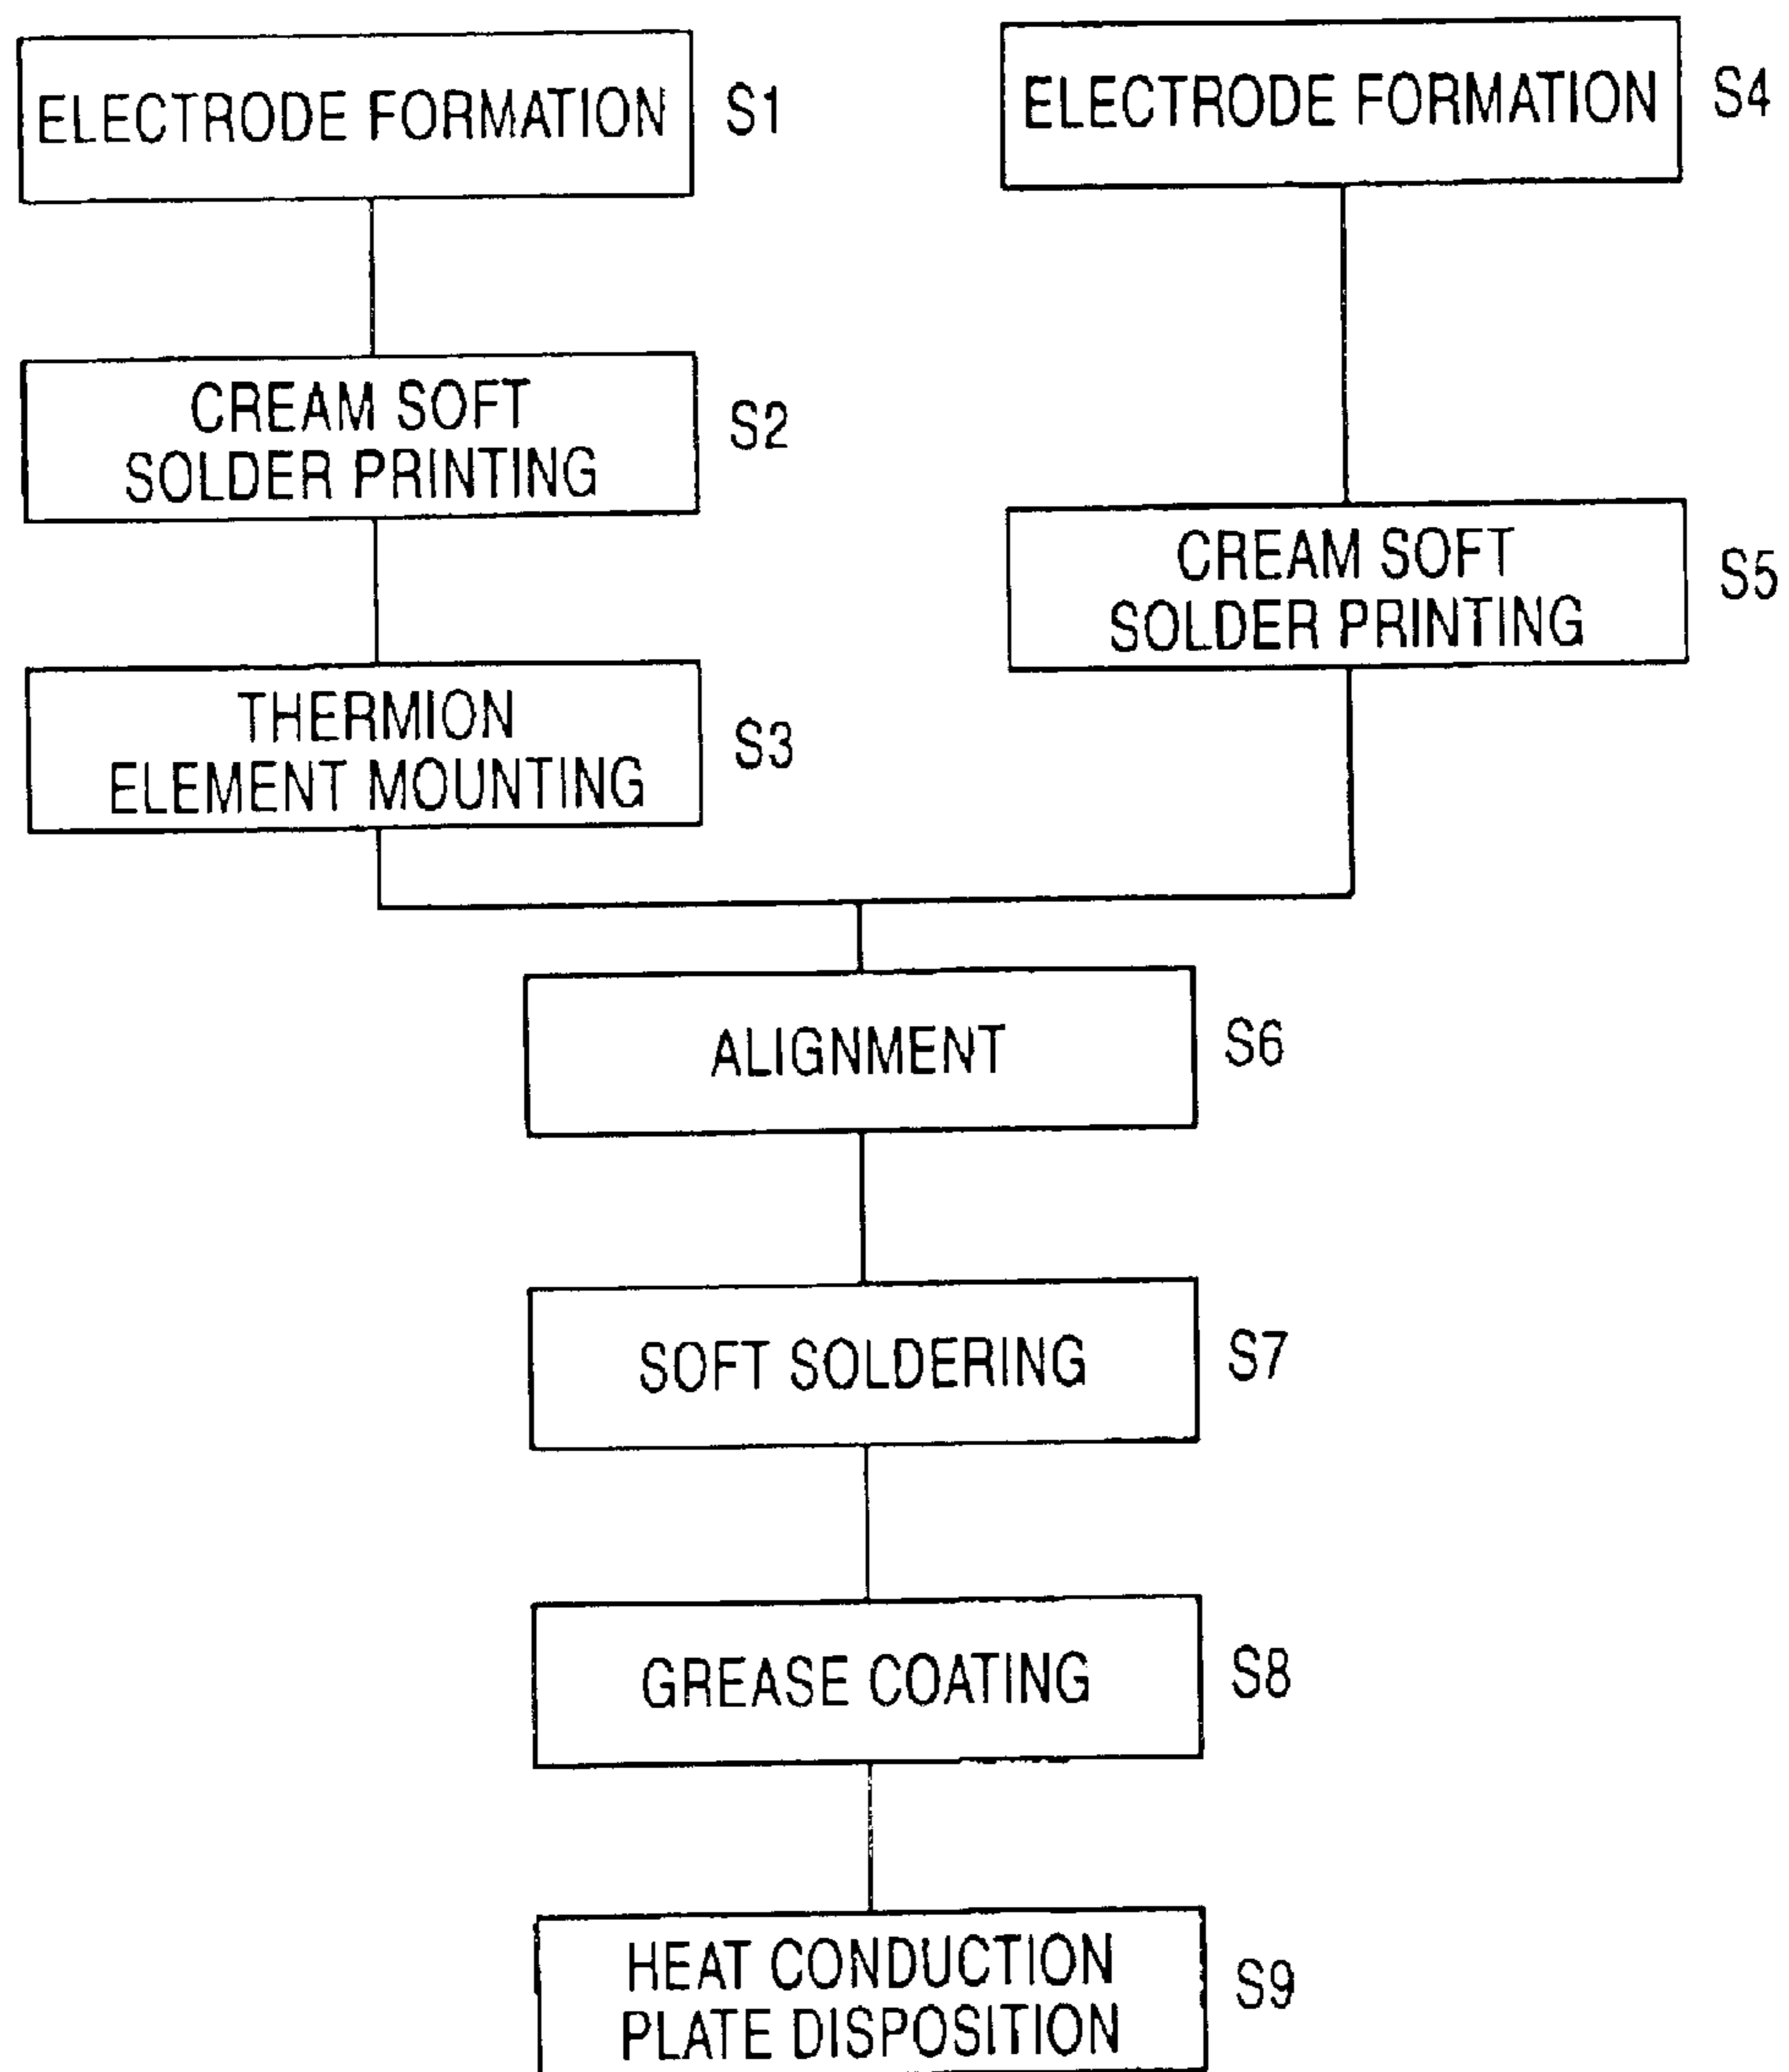 ELECTRODE FORMATION S1
CREAM SOFT
SOLDER PRINTING
S2
THERMION
ELEMENT MOUNTING
S3
ELECTRODE FORMATION S4
CREAM SOFT
SOLDER PRINTING
S5
ALIGNMENT S6
SOFT SOLDERING S7
GREASE COATING S8
HEAT CONDUCTION
PLATE DISPOSITION
S9